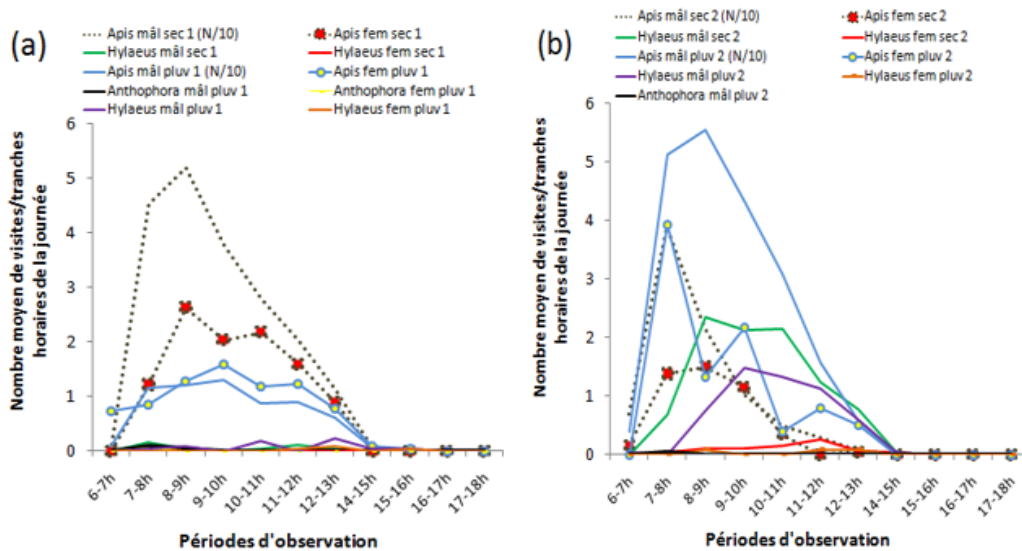 (a)
Apis mâl sec 1 (N/10)
Apis fem sec 1
Hylaeus mâl sec 1
Hylaeus fem sec 1
Apis mâl pluv 1 (N/10)
Apis fem pluv 1
Anthophora mâl pluv 1
Anthophora fem pluv 1
Hylaeus mâl pluv 1
Hylaeus fem pluv 1
Nombre moyen de visites/tranches
horaires de la journée
6
5
4
3
2
1
0
6-7h
7-8h
8-9h
9-10h
10-11h
11-12h
12-13h
14-15h
15-16h
16-17h
17-18h
Périodes d'observation
(b)
Apis mâl sec 2 (N/10)
Apis fem sec 2
Hylaeus mâl sec 2
Hylaeus fem sec 2
Apis mâl pluv 2 (N/10)
Apis fem pluv 2
Hylaeus mâl pluv 2
Hylaeus fem pluv 2
Anthophora mâl pluv 2
Nombre moyen de visites/tranches
horaires de la journée
6
5
4
3
2
1
0
6-7h
7-8h
8-9h
9-10h
10-11h
11-12h
12-13h
14-15h
15-16h
16-17h
17-18h
Périodes d'observation